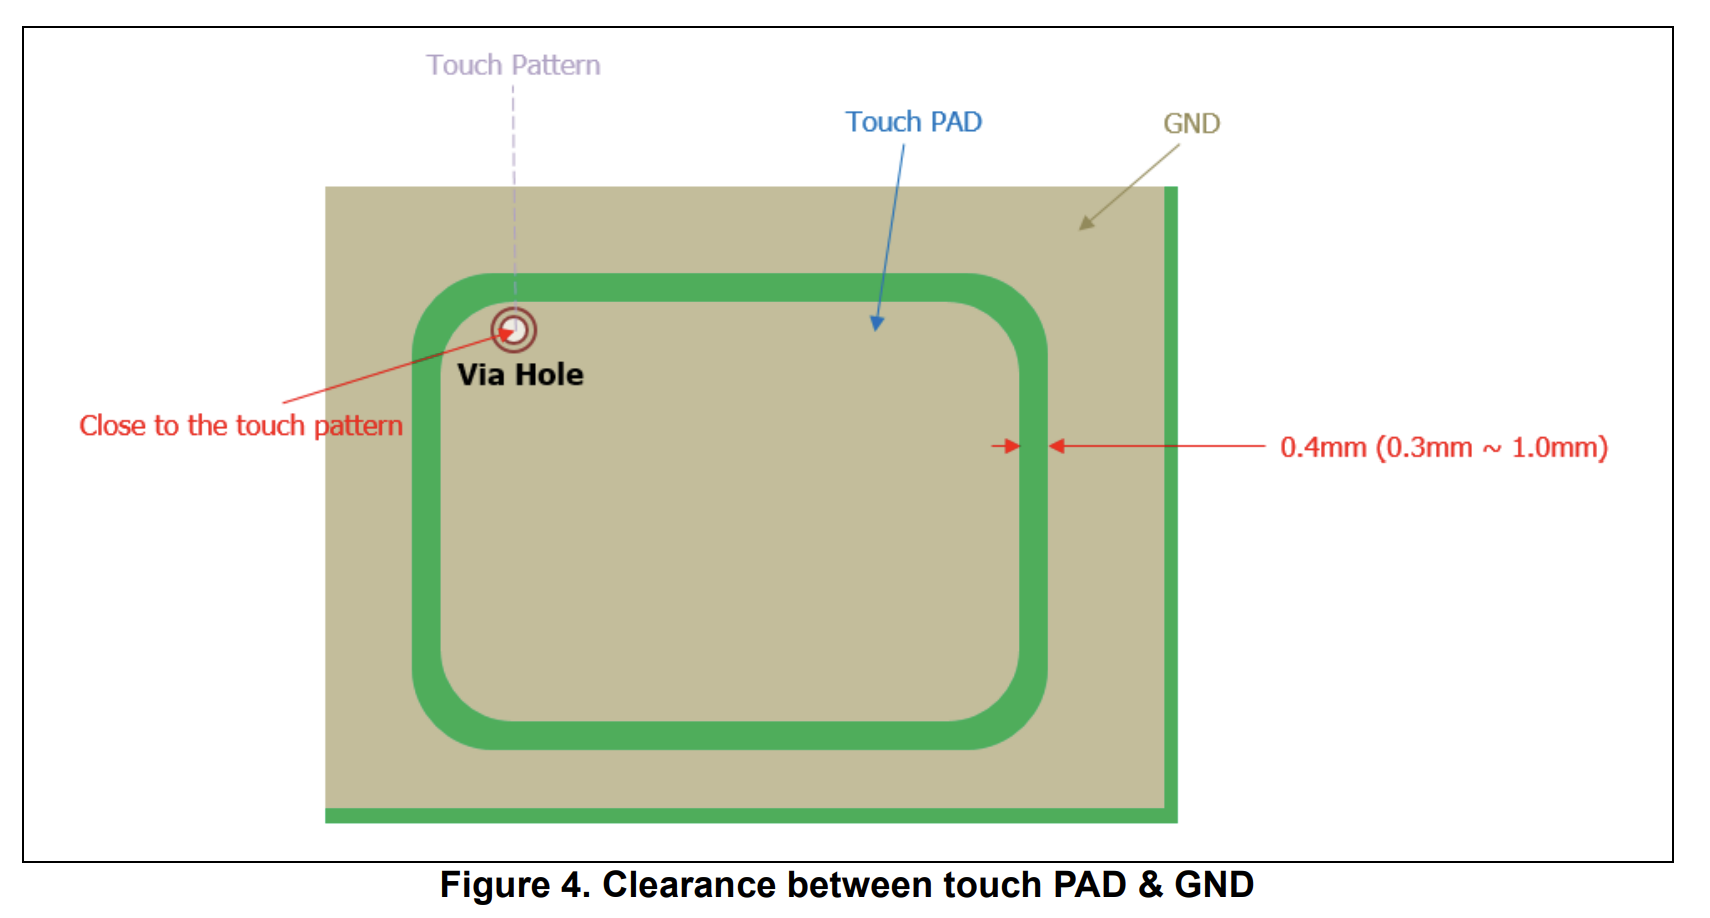 Touch Pattern
Touch PAD
GND
Via Hole
Close to the touch pattern
0.4mm (0.3mm ~ 1.0mm)
Figure 4. Clearance between touch PAD & GND